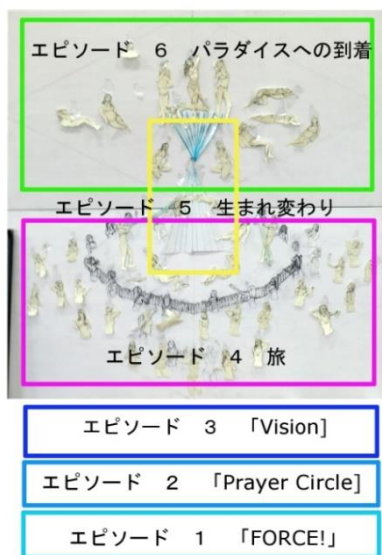 エピソード　6　パラダイスへの到着
エピソード　5　生まれ変わり
エピソード　4　旅
エピソード　3　「Vision]
エピソード　2　「Prayer Circle]
エピソード　1　「FORCE!」